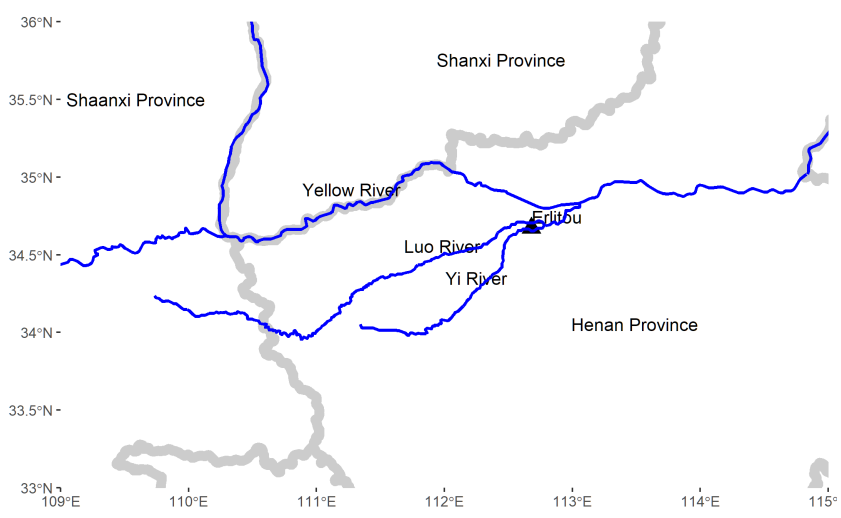 36°N
Shanxi Province
35.5°N
Shaanxi Province
35°N
Yellow River
Erlitou
34.5°N
Luo River
Yi River
34°N
Henan Province
33.5°N
33°N
109°E
110°E
111°E
112°E
113°E
114°E
115°